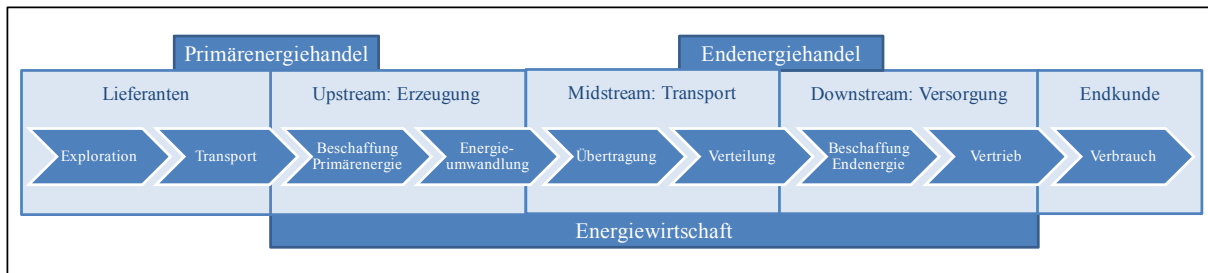 Primärenergiehandel
Endenergiehandel
Lieferanten
Upstream: Erzeugung
Midstream: Transport
Downstream: Versorgung
Endkunde
Exploration
Transport
Beschaffung
Primärenergie
Energie-
umwandlung
Übertragung
Verteilung
Beschaffung
Endenergie
Vertrieb
Verbrauch
Energiewirtschaft